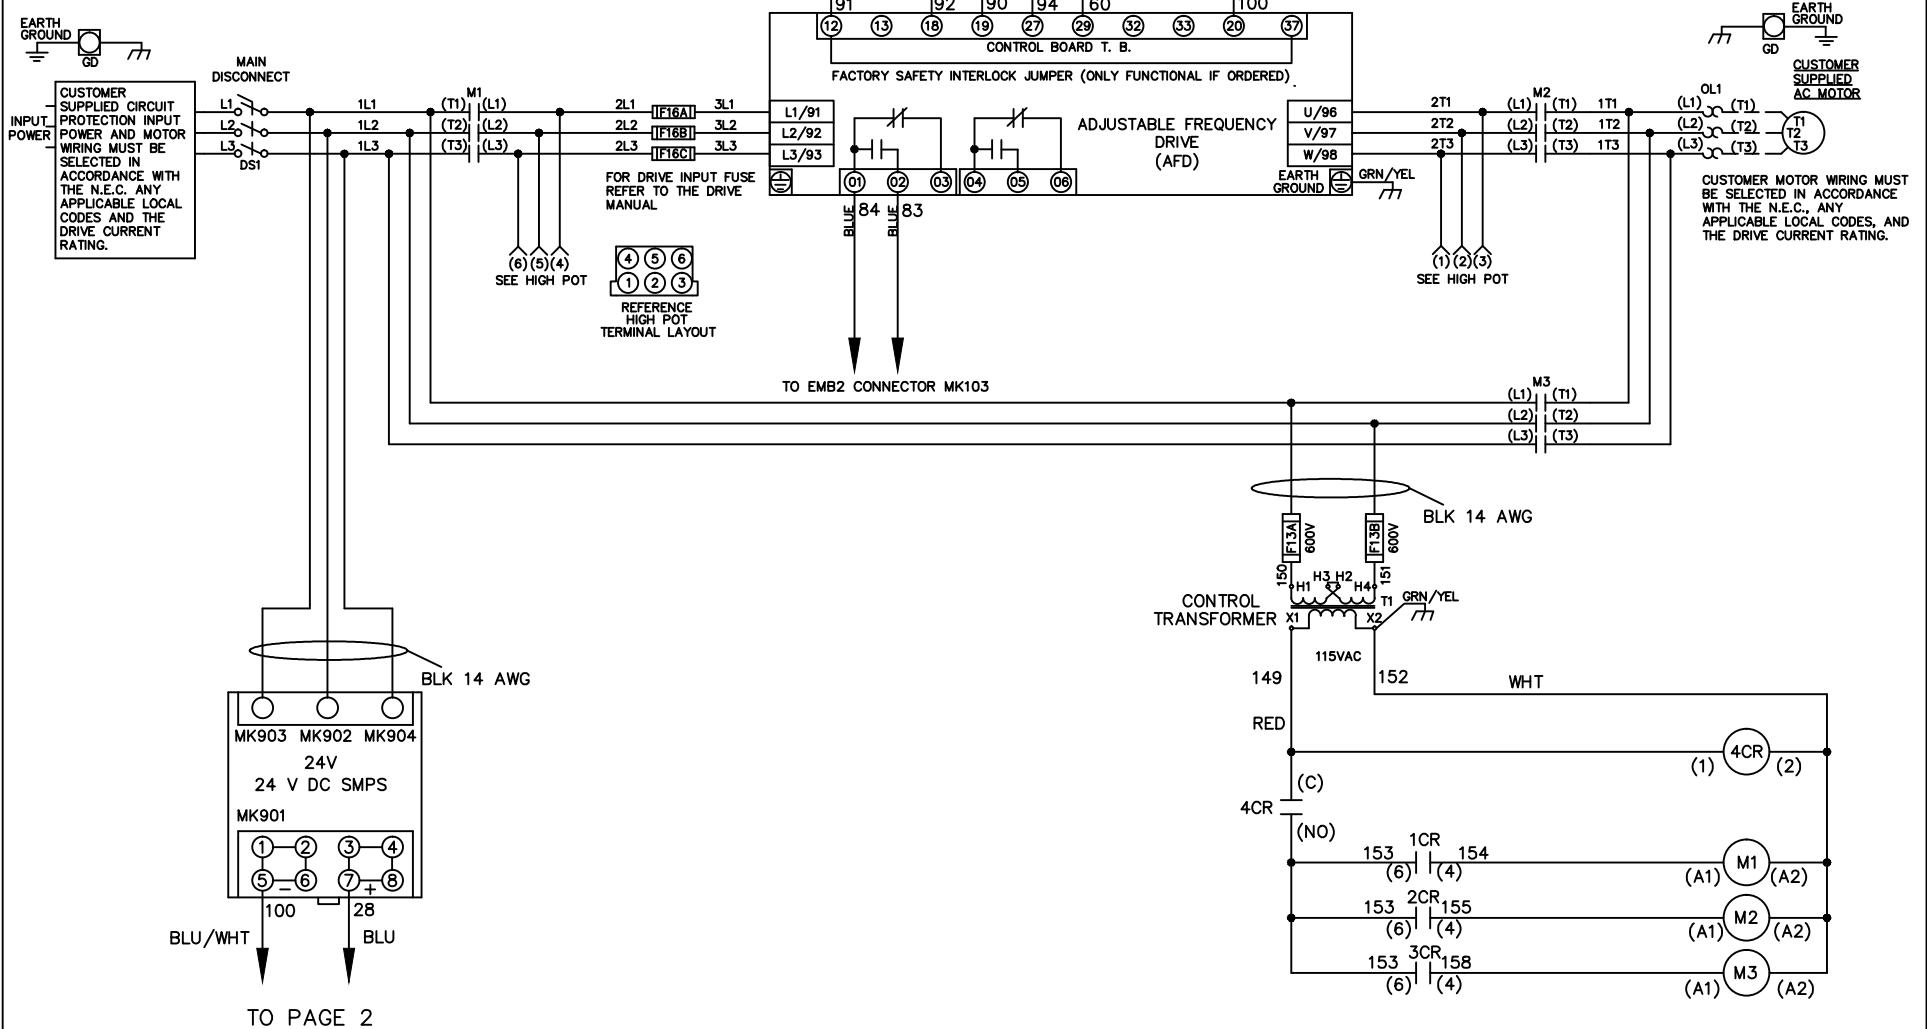 91 92 90 94 60 100
12 13 18 19 27 29 32 33 20 37
CONTROL BOARD T. B.
FACTORY SAFETY INTERLOCK JUMPER (ONLY FUNCTIONAL IF ORDERED)
EARTH
GROUND
GD
EARTH
GROUND
GD
MAIN
DISCONNECT
INPUT
POWER
CUSTOMER
SUPPLIED CIRCUIT
PROTECTION INPUT
POWER AND MOTOR
WIRING MUST BE
SELECTED IN
ACCORDANCE WITH
THE N.E.C. ANY
APPLICABLE LOCAL
CODES AND THE
DRIVE CURRENT
RATING.
L1 1L1 (T1) M1 (L1) 2L1 F16A 3L1 L1/91
L2 1L2 (T2) (L2) 2L2 F16B 3L2 L2/92
L3 1L3 (T3) (L3) 2L3 F16C 3L3 L3/93
DS1
FOR DRIVE INPUT FUSE
REFER TO THE DRIVE
MANUAL
ADJUSTABLE FREQUENCY
DRIVE
(AFD)
01 02 03 04 05 06
EARTH
GROUND
GRN/YEL
BLUE 84 BLUE 83
U/96 2T1 (L1) M2 (T1) 1T1 (L1) OL1 (T1) T1
V/97 2T2 (L2) (T2) 1T2 (L2) (T2) T2
W/98 2T3 (L3) (T3) 1T3 (L3) (T3) T3
CUSTOMER
SUPPLIED
AC MOTOR
CUSTOMER MOTOR WIRING MUST
BE SELECTED IN ACCORDANCE
WITH THE N.E.C., ANY
APPLICABLE LOCAL CODES, AND
THE DRIVE CURRENT RATING.
(6) (5) (4)
SEE HIGH POT
4 5 6
1 2 3
REFERENCE
HIGH POT
TERMINAL LAYOUT
(1) (2) (3)
SEE HIGH POT
TO EMB2 CONNECTOR MK103
M3
(L1) (T1)
(L2) (T2)
(L3) (T3)
BLK 14 AWG
F13A 600V F13B 600V
150 151
H1 H3 H2 H4
T1
GRN/YEL
CONTROL
TRANSFORMER
X1 X2
115VAC
149 152 WHT
RED
4CR
(1) (2)
(C)
4CR
(NO)
1CR
153 154 M1
(6) (4) (A1) (A2)
2CR
153 155 M2
(6) (4) (A1) (A2)
3CR
153 158 M3
(6) (4) (A1) (A2)
BLK 14 AWG
MK903 MK902 MK904
24V
24 V DC SMPS
MK901
1 2 3 4
5 – 6 7 + 8
100 28
BLU/WHT BLU
TO PAGE 2